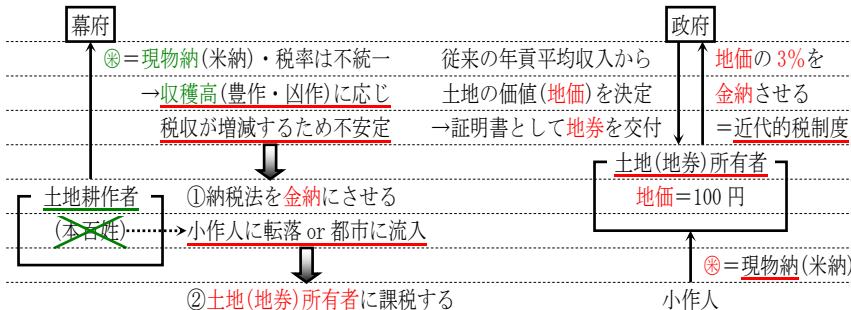 幕府
㊍＝現物納(米納)・税率は不統一
→収穫高(豊作・凶作)に応じ
税収が増減するため不安定
土地耕作者
(本百姓)
①納税法を金納にさせる
小作人に転落 or 都市に流入
②土地(地券)所有者に課税する
政府
従来の年貢平均収入から
土地の価値(地価)を決定
→証明書として地券を交付
地価の 3%を
金納させる
＝近代的税制度
土地(地券)所有者
地価＝100 円
＝現物納(米納)
小作人